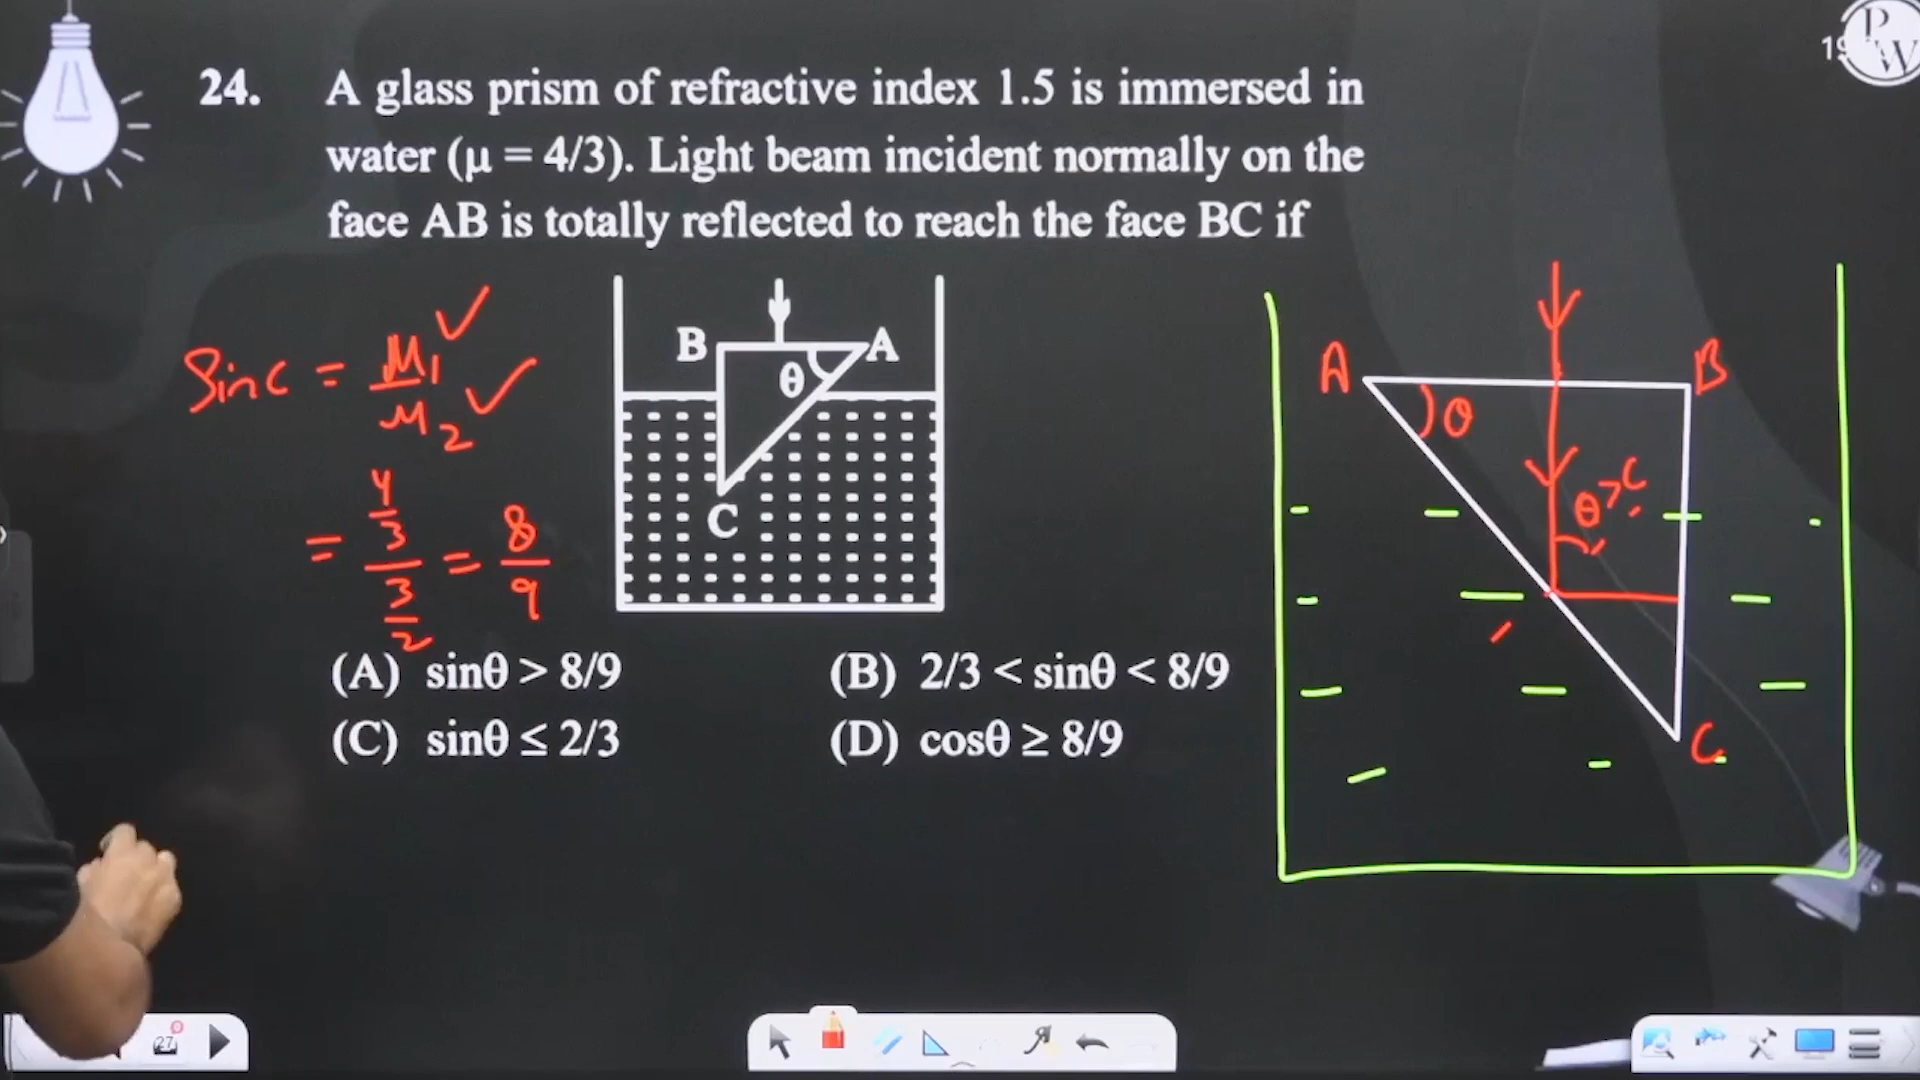 24. A glass prism of refractive index 1.5 is immersed in
water (μ = 4/3). Light beam incident normally on the
face AB is totally reflected to reach the face BC if
B
A
θ
C
Sin c = μ₁/μ₂
= 4/3 / 3/2 = 8/9
A
B
θ
θ > C
C
(A) sinθ > 8/9
(B) 2/3 < sinθ < 8/9
(C) sinθ ≤ 2/3
(D) cosθ ≥ 8/9
PW
27